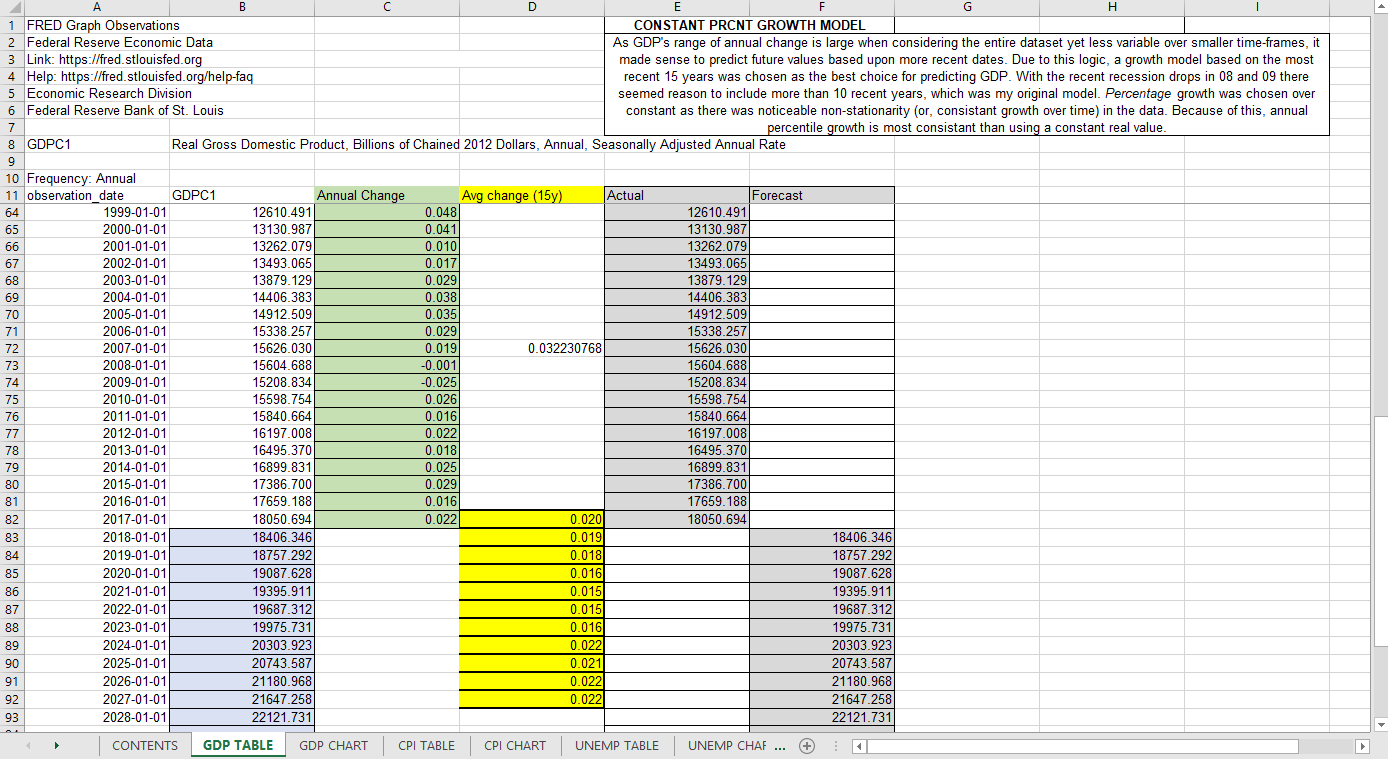 A B C D E F G H I
1 FRED Graph Observations CONSTANT PRCNT GROWTH MODEL
2 Federal Reserve Economic Data As GDP's range of annual change is large when considering the entire dataset yet less variable over smaller time-frames, it
3 Link: https://fred.stlouisfed.org made sense to predict future values based upon more recent dates. Due to this logic, a growth model based on the most
4 Help: https://fred.stlouisfed.org/help-faq recent 15 years was chosen as the best choice for predicting GDP. With the recent recession drops in 08 and 09 there
5 Economic Research Division seemed reason to include more than 10 recent years, which was my original model. Percentage growth was chosen over
6 Federal Reserve Bank of St. Louis constant as there was noticeable non-stationarity (or, consistant growth over time) in the data. Because of this, annual
7 percentile growth is most consistant than using a constant real value.
8 GDPC1 Real Gross Domestic Product, Billions of Chained 2012 Dollars, Annual, Seasonally Adjusted Annual Rate
9
10 Frequency: Annual
11 observation_date GDPC1 Annual Change Avg change (15y) Actual Forecast
64 1999-01-01 12610.491 0.048 12610.491
65 2000-01-01 13130.987 0.041 13130.987
66 2001-01-01 13262.079 0.010 13262.079
67 2002-01-01 13493.065 0.017 13493.065
68 2003-01-01 13879.129 0.029 13879.129
69 2004-01-01 14406.383 0.038 14406.383
70 2005-01-01 14912.509 0.035 14912.509
71 2006-01-01 15338.257 0.029 15338.257
72 2007-01-01 15626.030 0.019 0.032230768 15626.030
73 2008-01-01 15604.688 -0.001 15604.688
74 2009-01-01 15208.834 -0.025 15208.834
75 2010-01-01 15598.754 0.026 15598.754
76 2011-01-01 15840.664 0.016 15840.664
77 2012-01-01 16197.008 0.022 16197.008
78 2013-01-01 16495.370 0.018 16495.370
79 2014-01-01 16899.831 0.025 16899.831
80 2015-01-01 17386.700 0.029 17386.700
81 2016-01-01 17659.188 0.016 17659.188
82 2017-01-01 18050.694 0.022 0.020 18050.694
83 2018-01-01 18406.346 0.019 18406.346
84 2019-01-01 18757.292 0.018 18757.292
85 2020-01-01 19087.628 0.016 19087.628
86 2021-01-01 19395.911 0.015 19395.911
87 2022-01-01 19687.312 0.015 19687.312
88 2023-01-01 19975.731 0.016 19975.731
89 2024-01-01 20303.923 0.022 20303.923
90 2025-01-01 20743.587 0.021 20743.587
91 2026-01-01 21180.968 0.022 21180.968
92 2027-01-01 21647.258 0.022 21647.258
93 2028-01-01 22121.731 22121.731
CONTENTS GDP TABLE GDP CHART CPI TABLE CPI CHART UNEMP TABLE UNEMP CHAF ...